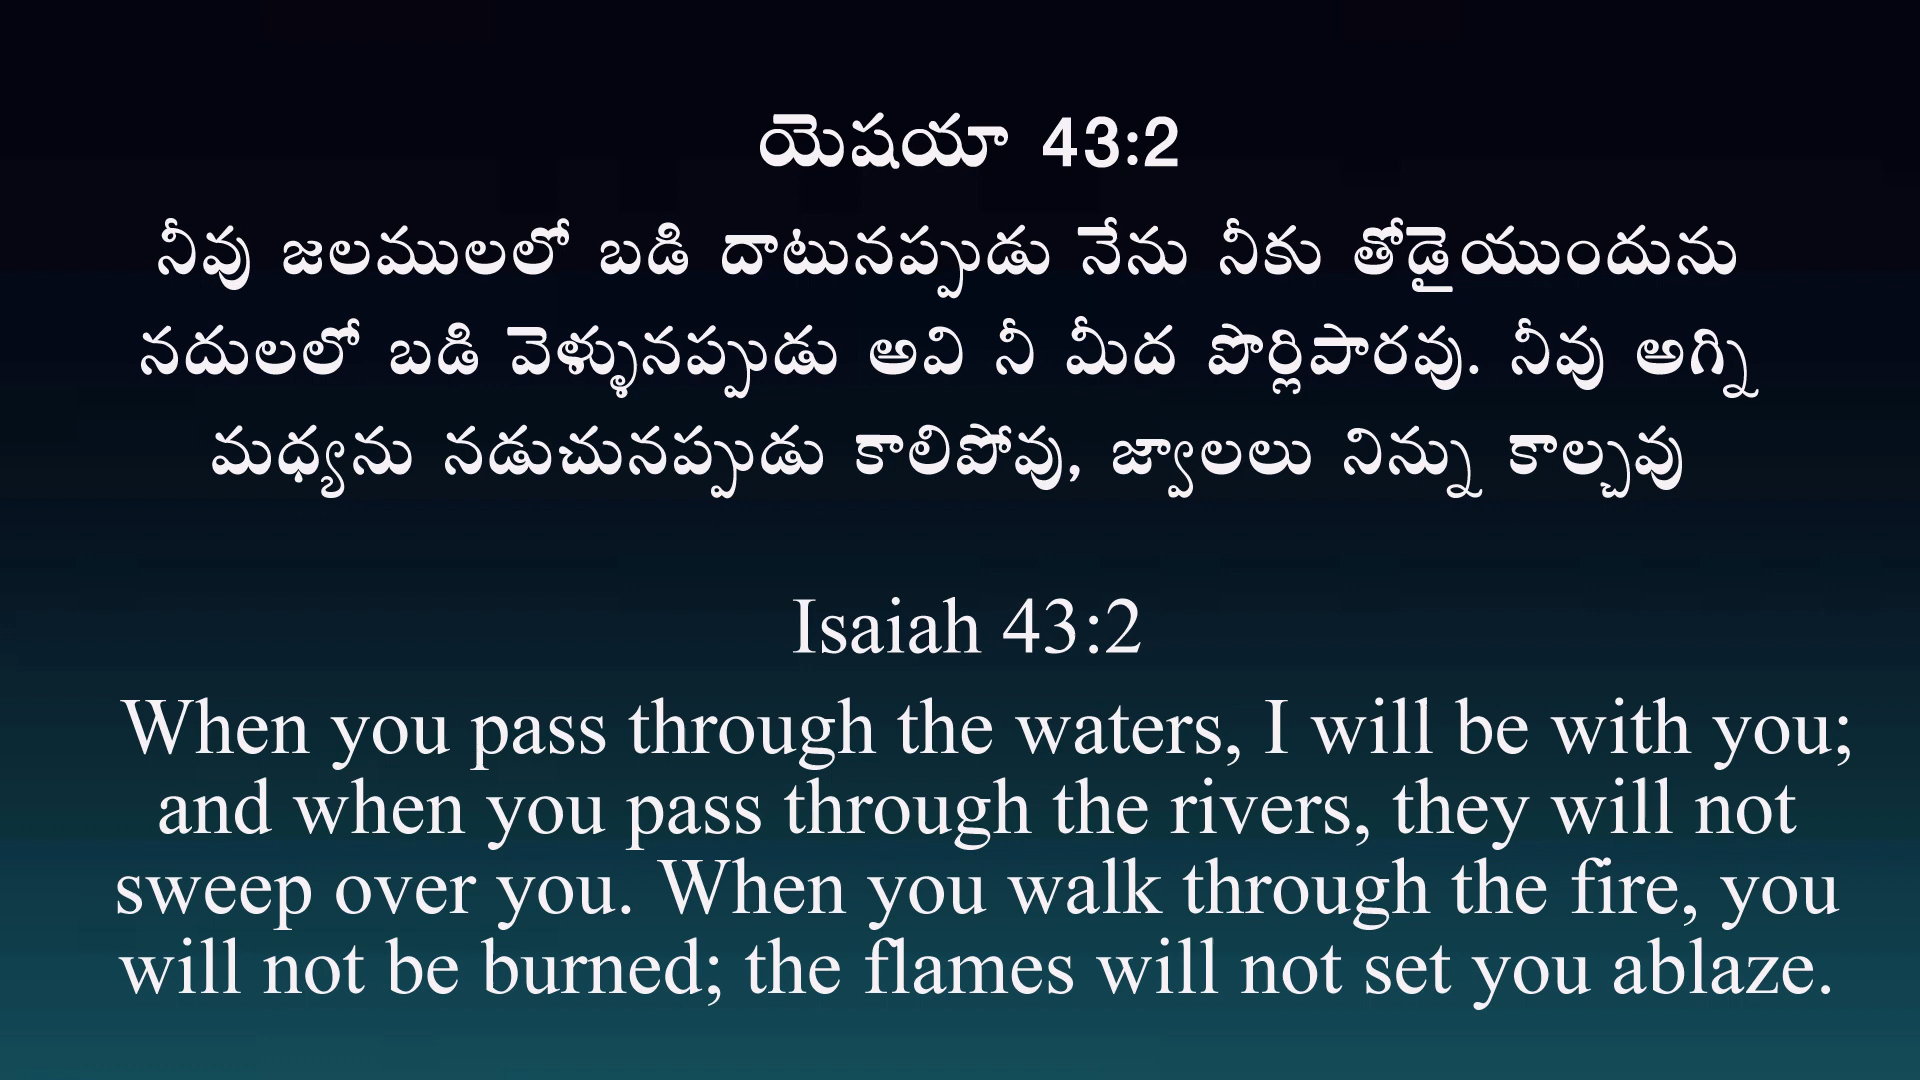 యెషయా 43:2
నీవు జలములలో బడి దాటునప్పుడు నేను నీకు తోడైయుందును
నదులలో బడి వెళ్ళునప్పుడు అవి నీ మీద పొర్లిపారవు. నీవు అగ్ని
మధ్యను నడుచునప్పుడు కాలిపోవు, జ్వాలలు నిన్ను కాల్చవు
Isaiah 43:2
When you pass through the waters, I will be with you;
and when you pass through the rivers, they will not
sweep over you. When you walk through the fire, you
will not be burned; the flames will not set you ablaze.